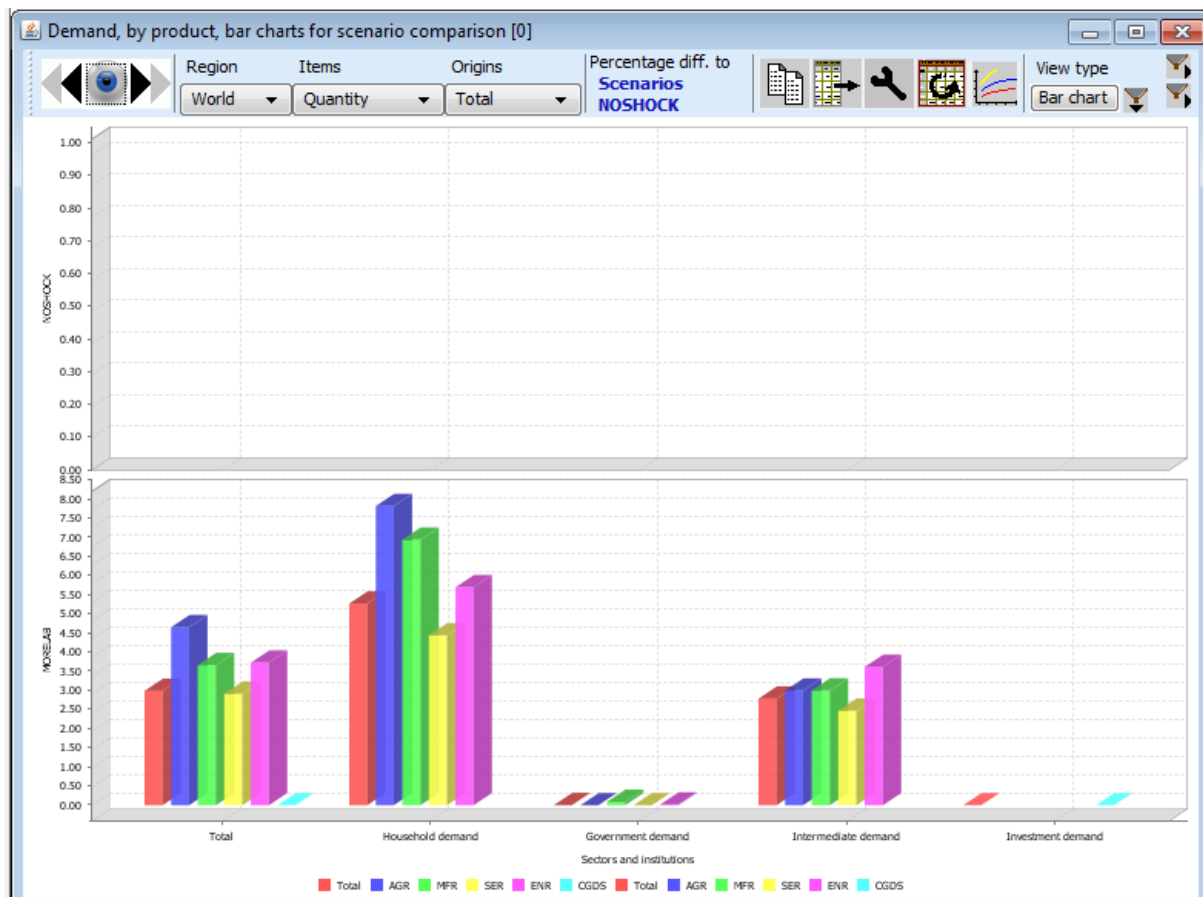 Demand, by product, bar charts for scenario comparison [0]
Region
Items
Origins
Percentage diff. to
Scenarios
NOSHOCK
View type
World
Quantity
Total
Bar chart
1.00
0.90
0.80
0.70
0.60
0.50
0.40
0.30
0.20
0.10
0.00
NOSHOCK
8.50
8.00
7.50
7.00
6.50
6.00
5.50
5.00
4.50
4.00
3.50
3.00
2.50
2.00
1.50
1.00
0.50
0.00
MORELAB
Total Household demand Government demand Intermediate demand Investment demand
Sectors and institutions
Total AGR MFR SER ENR CGDS Total AGR MFR SER ENR CGDS